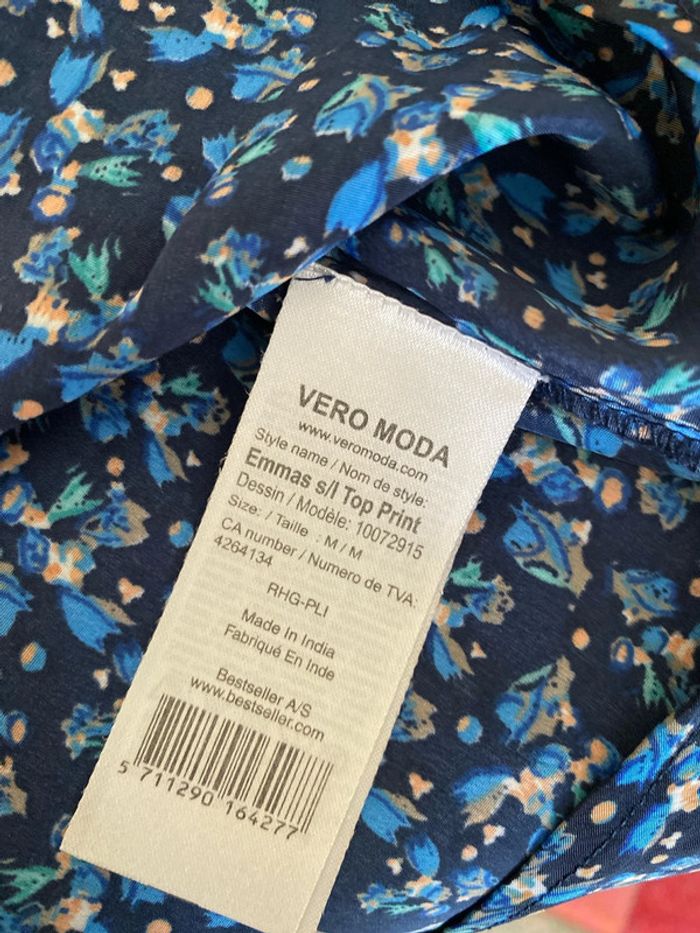 VERO MODA
www.veromoda.com
Style name / Nom de style:
Emmas s/l Top Print
Dessin / Modèle: 10072915
Size: / Taille : M / M
CA number / Numero de TVA:
4264134
RHG-PLI
Made In India
Fabriqué En Inde
Bestseller A/S
www.bestseller.com
5 711290 164277